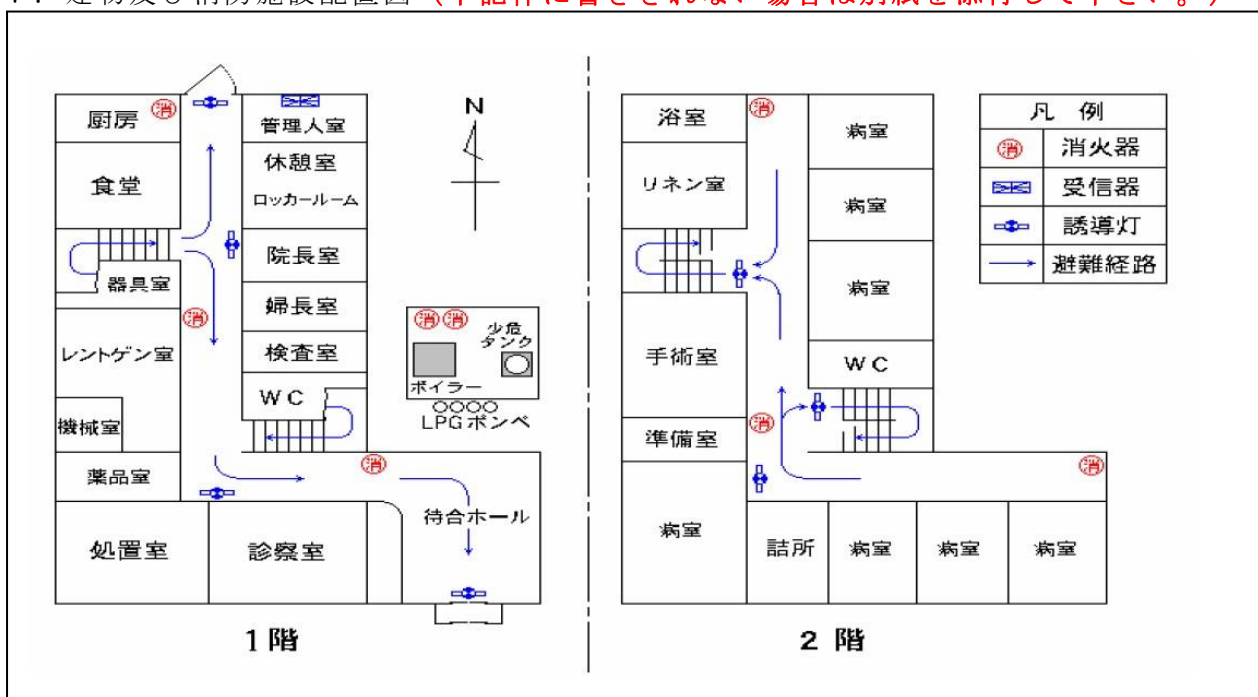 厨房
消
管理人室
食堂
休憩室
ロッカールーム
院長室
器具室
婦長室
消
レントゲン室
検査室
WC
機械室
薬品室
消
処置室
診察室
待合ホール
1階
N
消 消
少危
タンク
ボイラー
LPGボンベ
浴室
消
病室
リネン室
病室
病室
手術室
WC
準備室
消
消
病室
詰所
病室
病室
病室
2 階
凡 例
消 消火器
受信器
誘導灯
避難経路